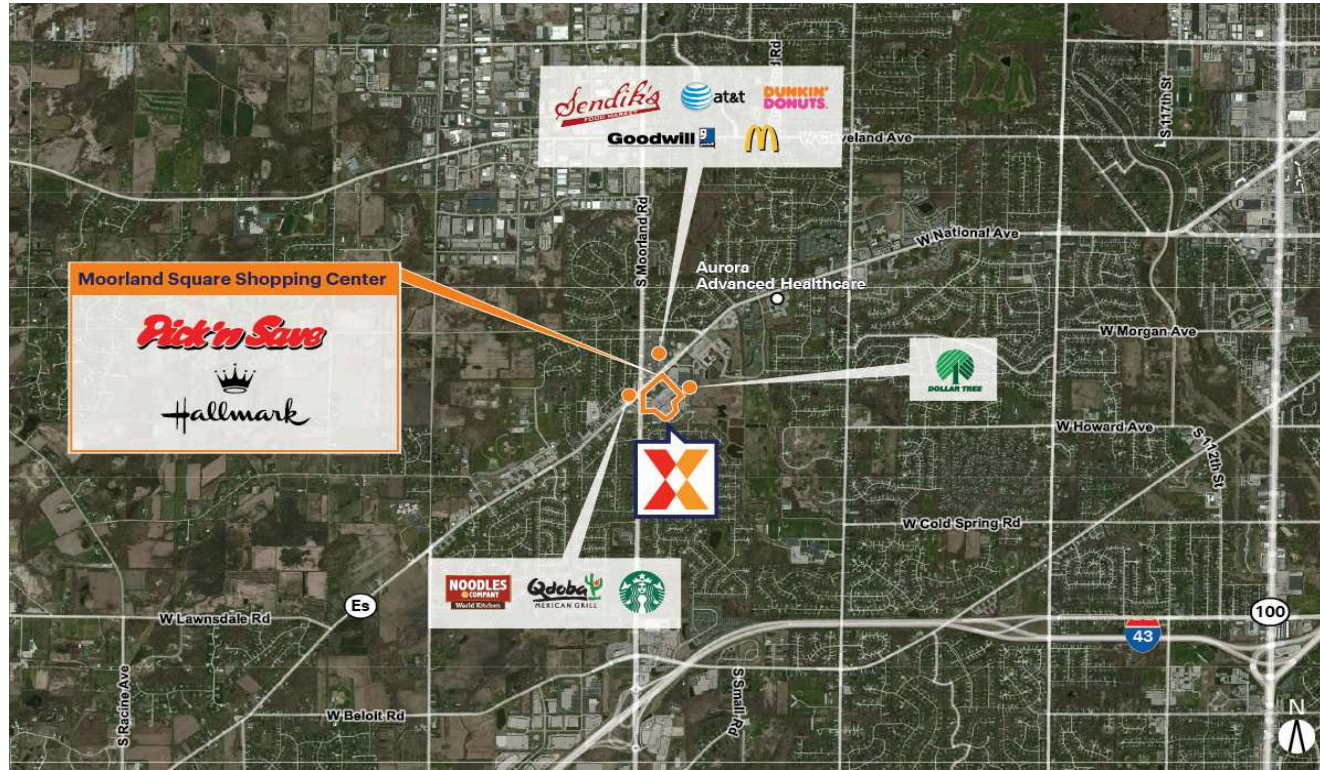 Sendik's
FOOD MARKET
at&t
DUNKIN'
DONUTS.
Goodwill
W Cleveland Ave
L S 117th St
S Moorland Rd
W National Ave
Aurora
Advanced Healthcare
Moorland Square Shopping Center
Pick'n Save
Hallmark
W Morgan Ave
DOLLAR TREE
W Howard Ave
S 112th St
W Cold Spring Rd
NOODLES
& COMPANY
World Kitchen
Qdoba
MEXICAN GRILL
Es
W Lawnsdale Rd
100
43
S Racine Ave
W Beloit Rd
S Small Rd
N